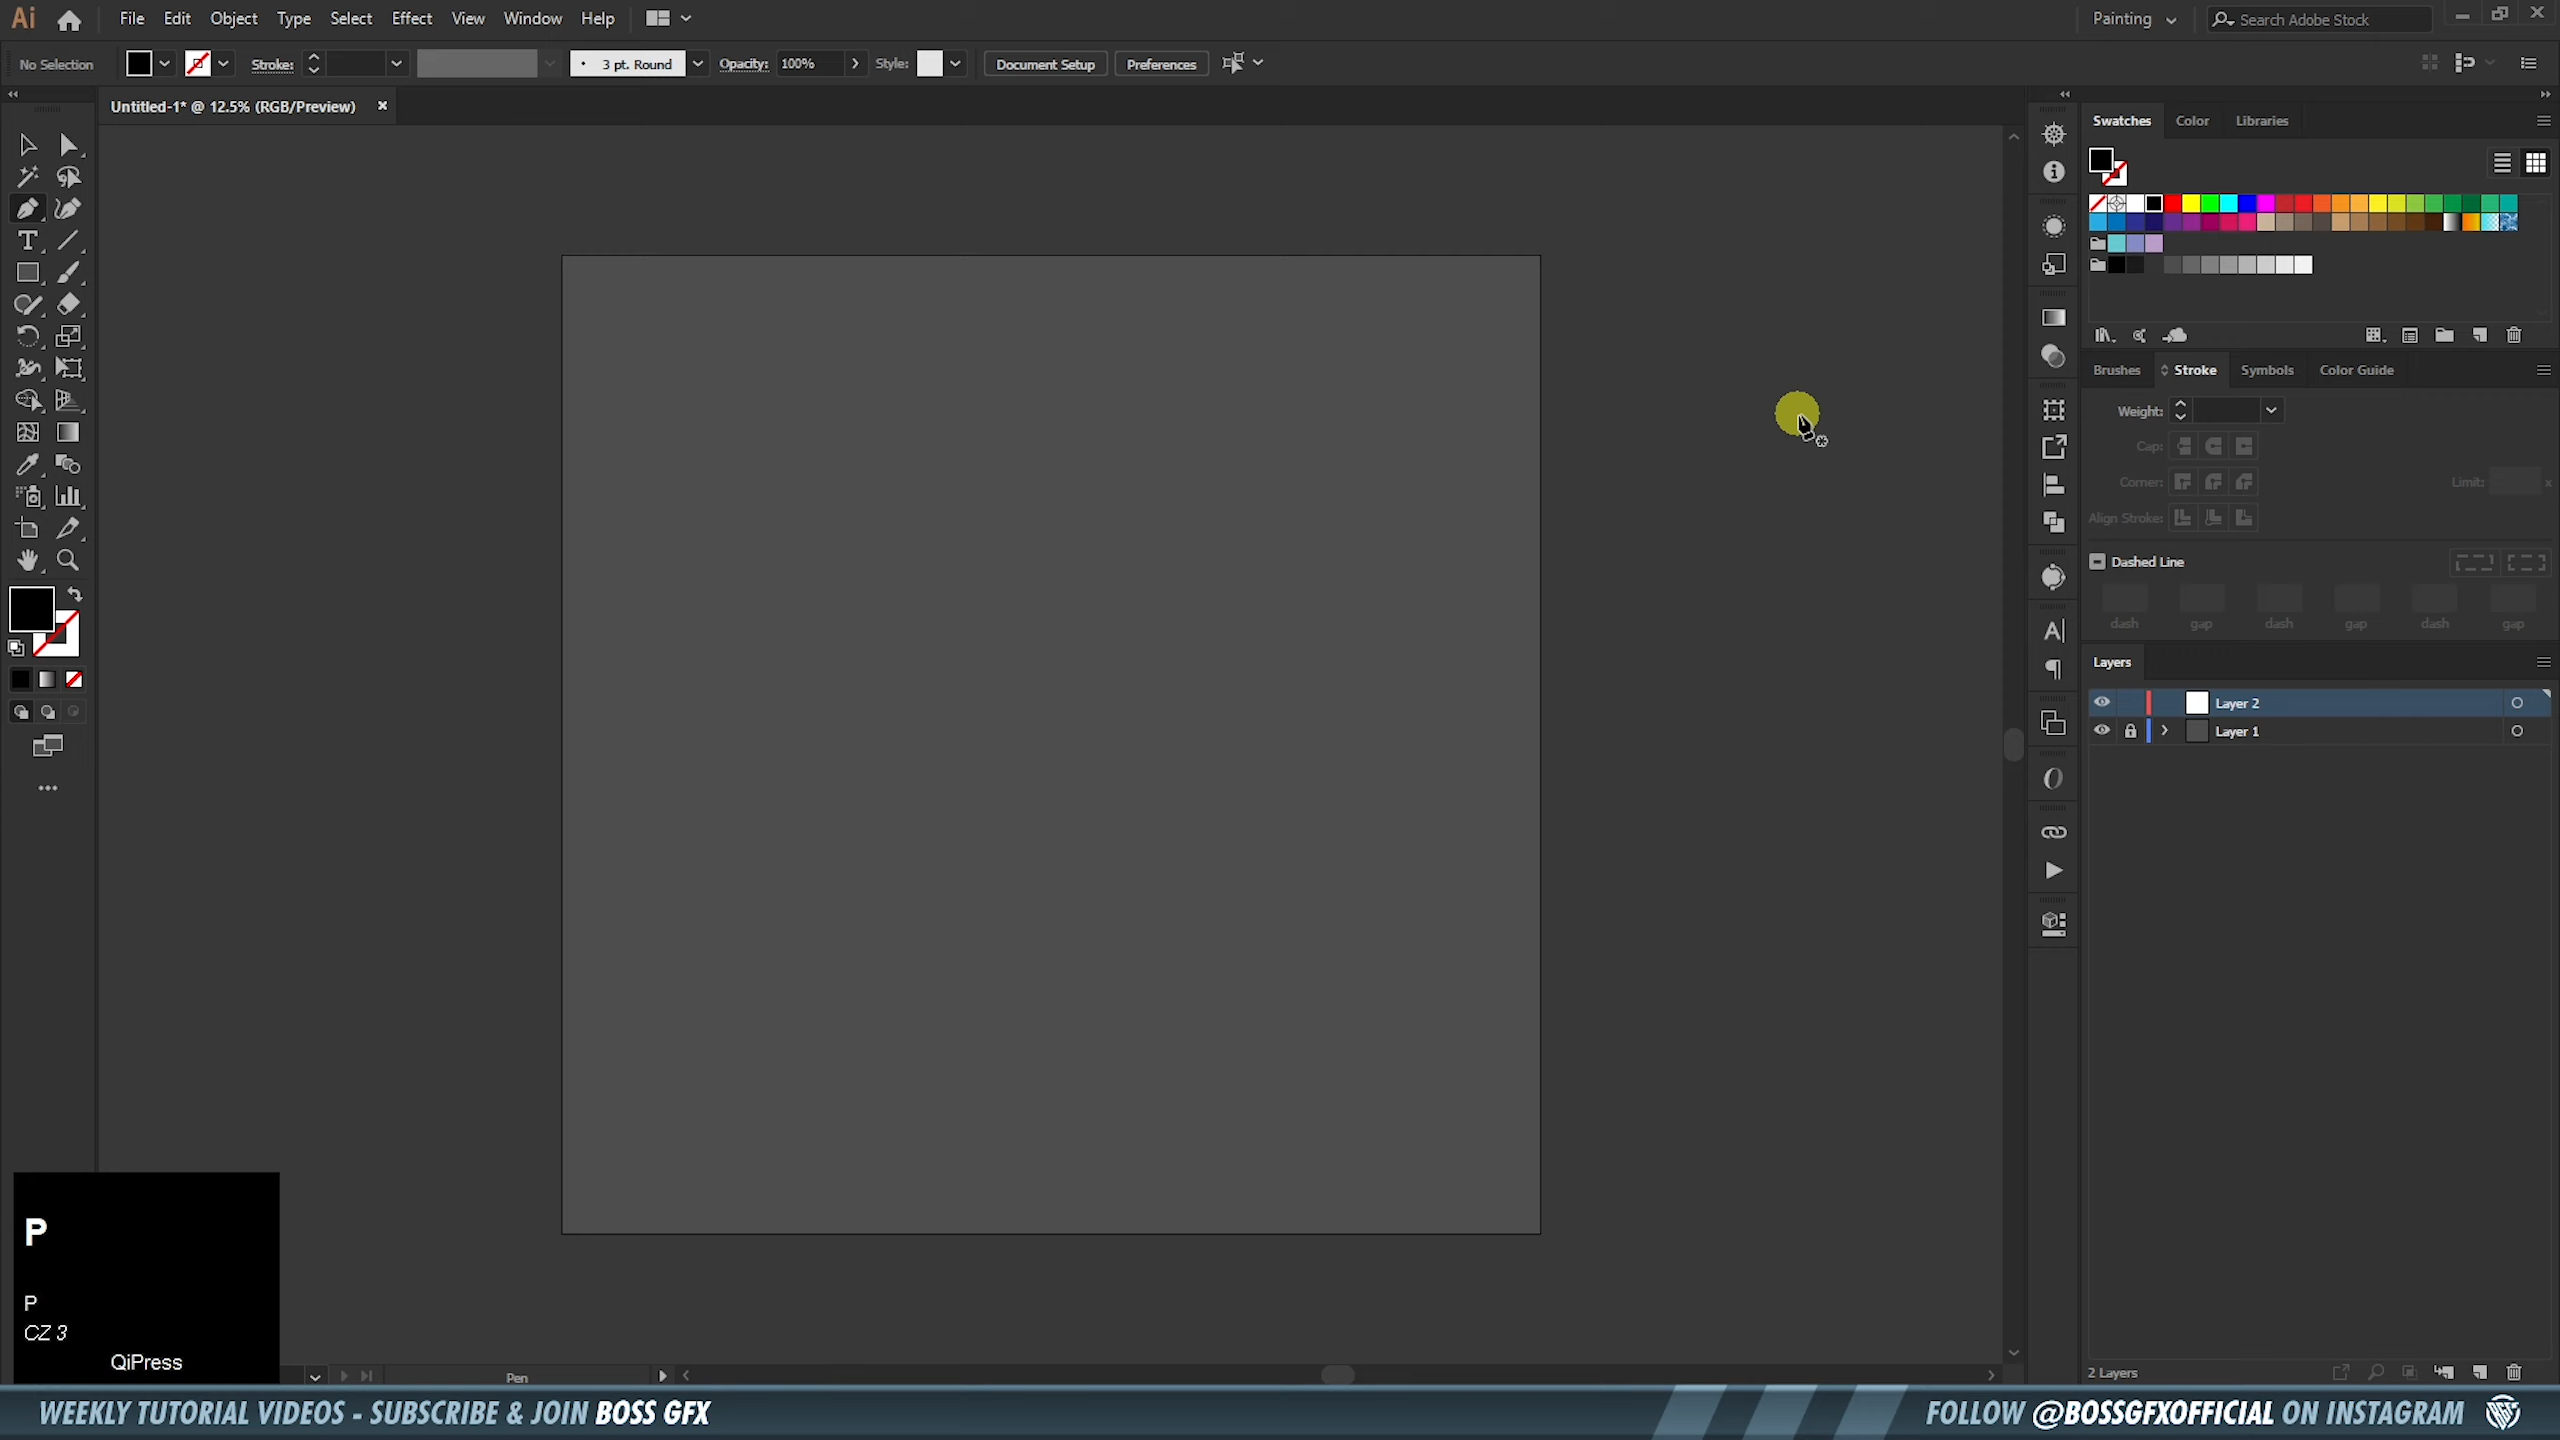 Ai File Edit Object Type Select Effect View Window Help Painting Search Adobe Stock
No Selection Stroke: 3 pt. Round Opacity: 100% Style: Document Setup Preferences
Untitled-1* @ 12.5% (RGB/Preview)
Swatches Color Libraries
Brushes Stroke Symbols Color Guide
Weight:
Cap:
Corner: Limit: x
Align Stroke:
Dashed Line
dash gap dash gap dash gap
Layers
Layer 2
Layer 1
2 Layers
P
P
CZ 3
QiPress
Pen
WEEKLY TUTORIAL VIDEOS - SUBSCRIBE & JOIN BOSS GFX
FOLLOW @BOSSGFXOFFICIAL ON INSTAGRAM